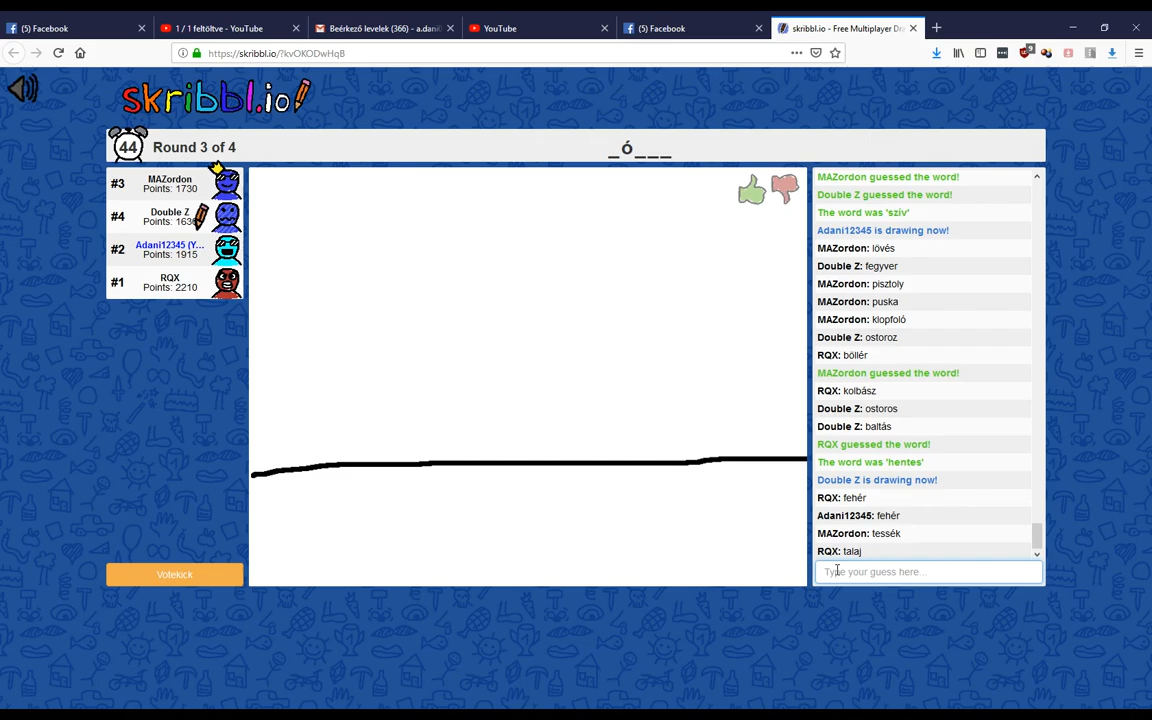 (5) Facebook
1 / 1 feltöltve - YouTube
Beérkező levelek (366) - a.dani
YouTube
(5) Facebook
skribbl.io - Free Multiplayer Dra
https://skribbl.io/?kvOKODwHqB
9
skribbl.io
44
Round 3 of 4
_ó___
#3
MAZordon
Points: 1730
#4
Double Z
Points: 1636
#2
Adani12345 (Y...
Points: 1915
#1
RQX
Points: 2210
Votekick
MAZordon guessed the word!
Double Z guessed the word!
The word was 'szív'
Adani12345 is drawing now!
MAZordon: lövés
Double Z: fegyver
MAZordon: pisztoly
MAZordon: puska
MAZordon: klopfoló
Double Z: ostoroz
RQX: böllér
MAZordon guessed the word!
RQX: kolbász
Double Z: ostoros
Double Z: baltás
RQX guessed the word!
The word was 'hentes'
Double Z is drawing now!
RQX: fehér
Adani12345: fehér
MAZordon: tessék
RQX: talaj
Type your guess here...